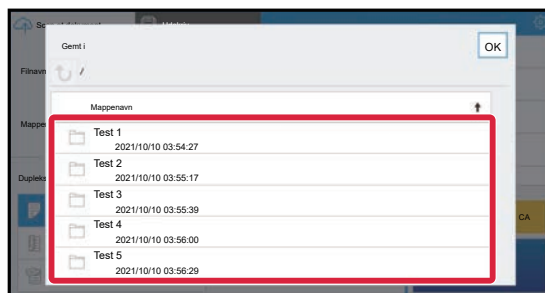 Gemt i
OK
Filnavn
/
Mappenavn
Test 1
2021/10/10 03:54:27
Test 2
2021/10/10 03:55:17
Test 3
2021/10/10 03:55:39
Test 4
2021/10/10 03:56:00
Test 5
2021/10/10 03:56:29
CA